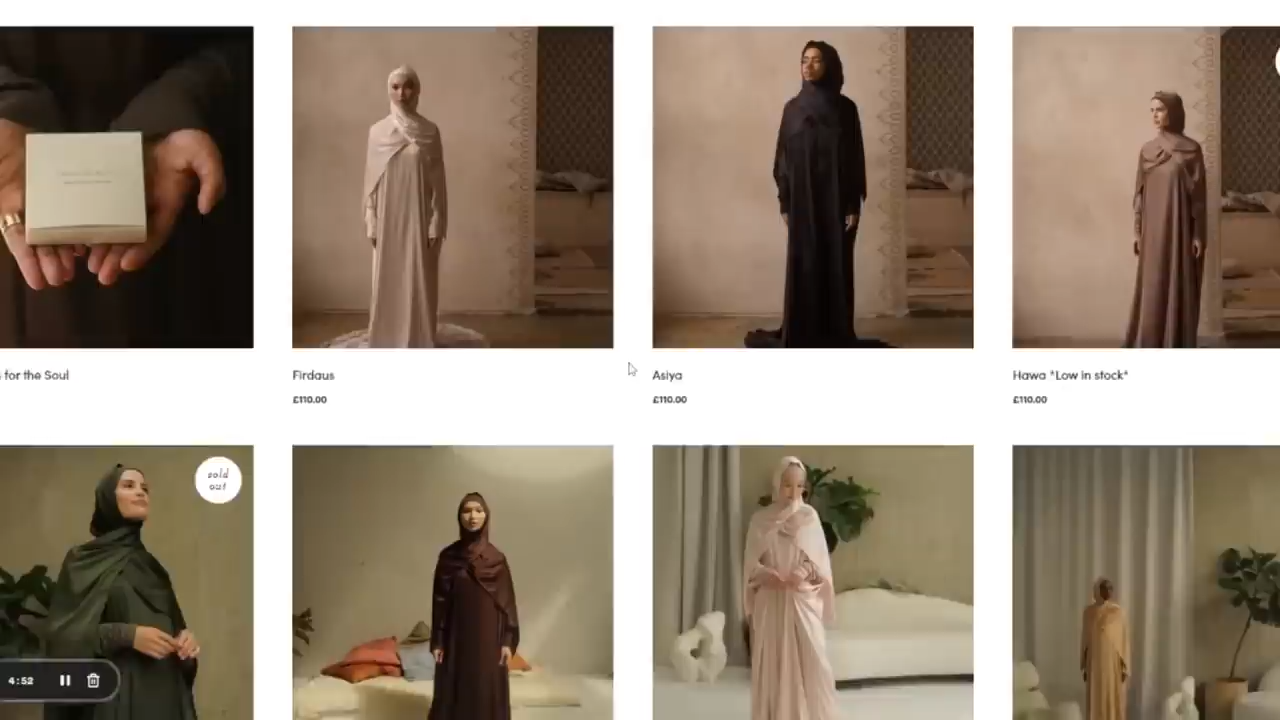 for the Soul
Firdaus
£110.00
Asiya
£110.00
Hawa *Low in stock*
£110.00
sold
out
4:52